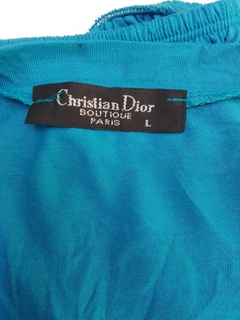 Christian Dior
BOUTIQUE
PARIS L